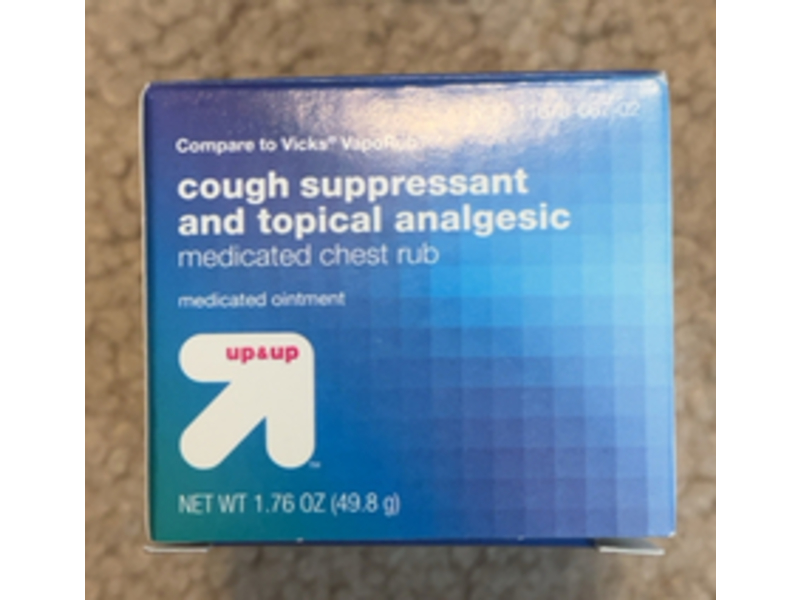 Compare to Vicks® VapoRub
cough suppressant
and topical analgesic
medicated chest rub
medicated ointment
up&up
™
NET WT 1.76 OZ (49.8 g)